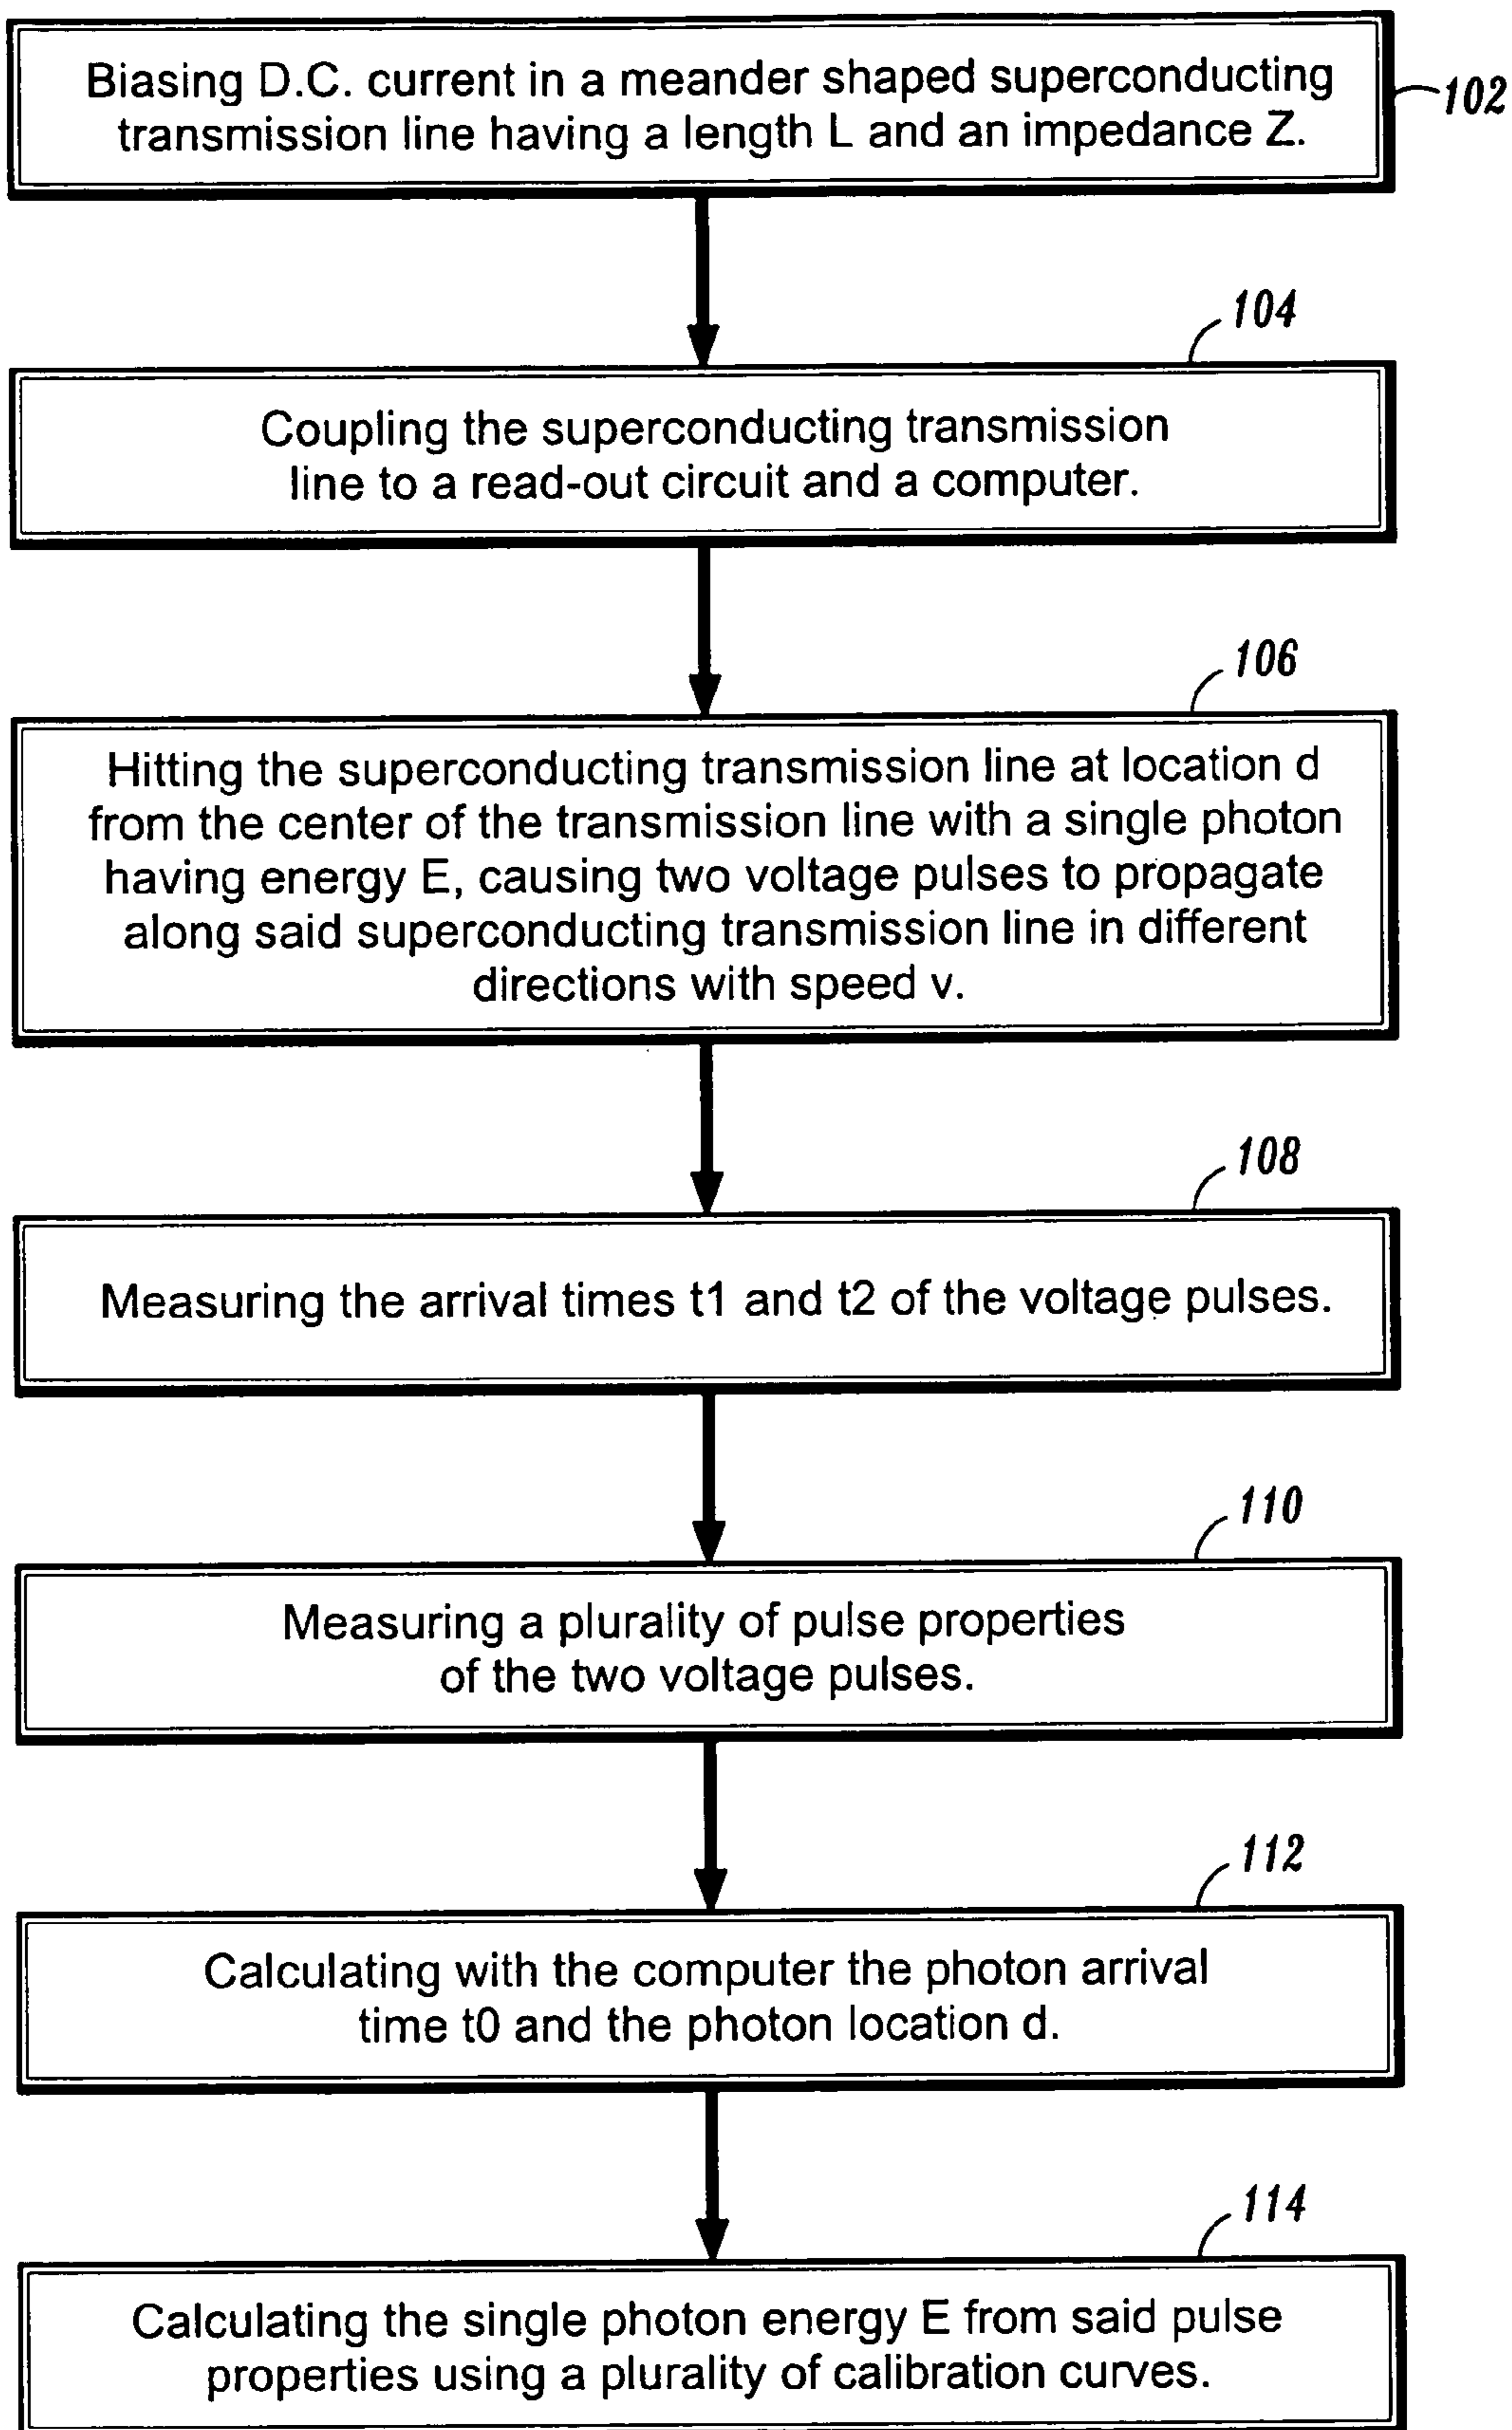 Biasing D.C. current in a meander shaped superconducting
transmission line having a length L and an impedance Z.
102
104
Coupling the superconducting transmission
line to a read-out circuit and a computer.
106
Hitting the superconducting transmission line at location d
from the center of the transmission line with a single photon
having energy E, causing two voltage pulses to propagate
along said superconducting transmission line in different
directions with speed v.
108
Measuring the arrival times t1 and t2 of the voltage pulses.
110
Measuring a plurality of pulse properties
of the two voltage pulses.
112
Calculating with the computer the photon arrival
time t0 and the photon location d.
114
Calculating the single photon energy E from said pulse
properties using a plurality of calibration curves.